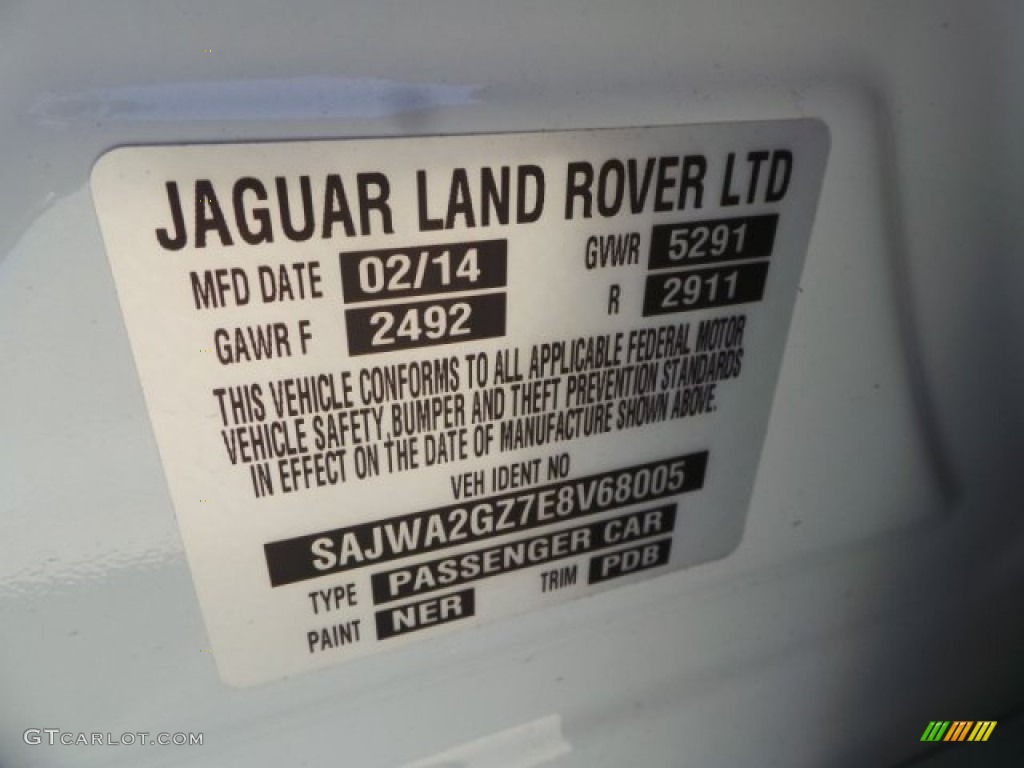 JAGUAR LAND ROVER LTD
MFD DATE 02/14 GVWR 5291
GAWR F 2492 R 2911
THIS VEHICLE CONFORMS TO ALL APPLICABLE FEDERAL MOTOR
VEHICLE SAFETY, BUMPER AND THEFT PREVENTION STANDARDS
IN EFFECT ON THE DATE OF MANUFACTURE SHOWN ABOVE.
VEH IDENT NO
SAJWA2GZ7E8V68005
TYPE PASSENGER CAR
PAINT NER TRIM PDB
GTCARLOT.COM